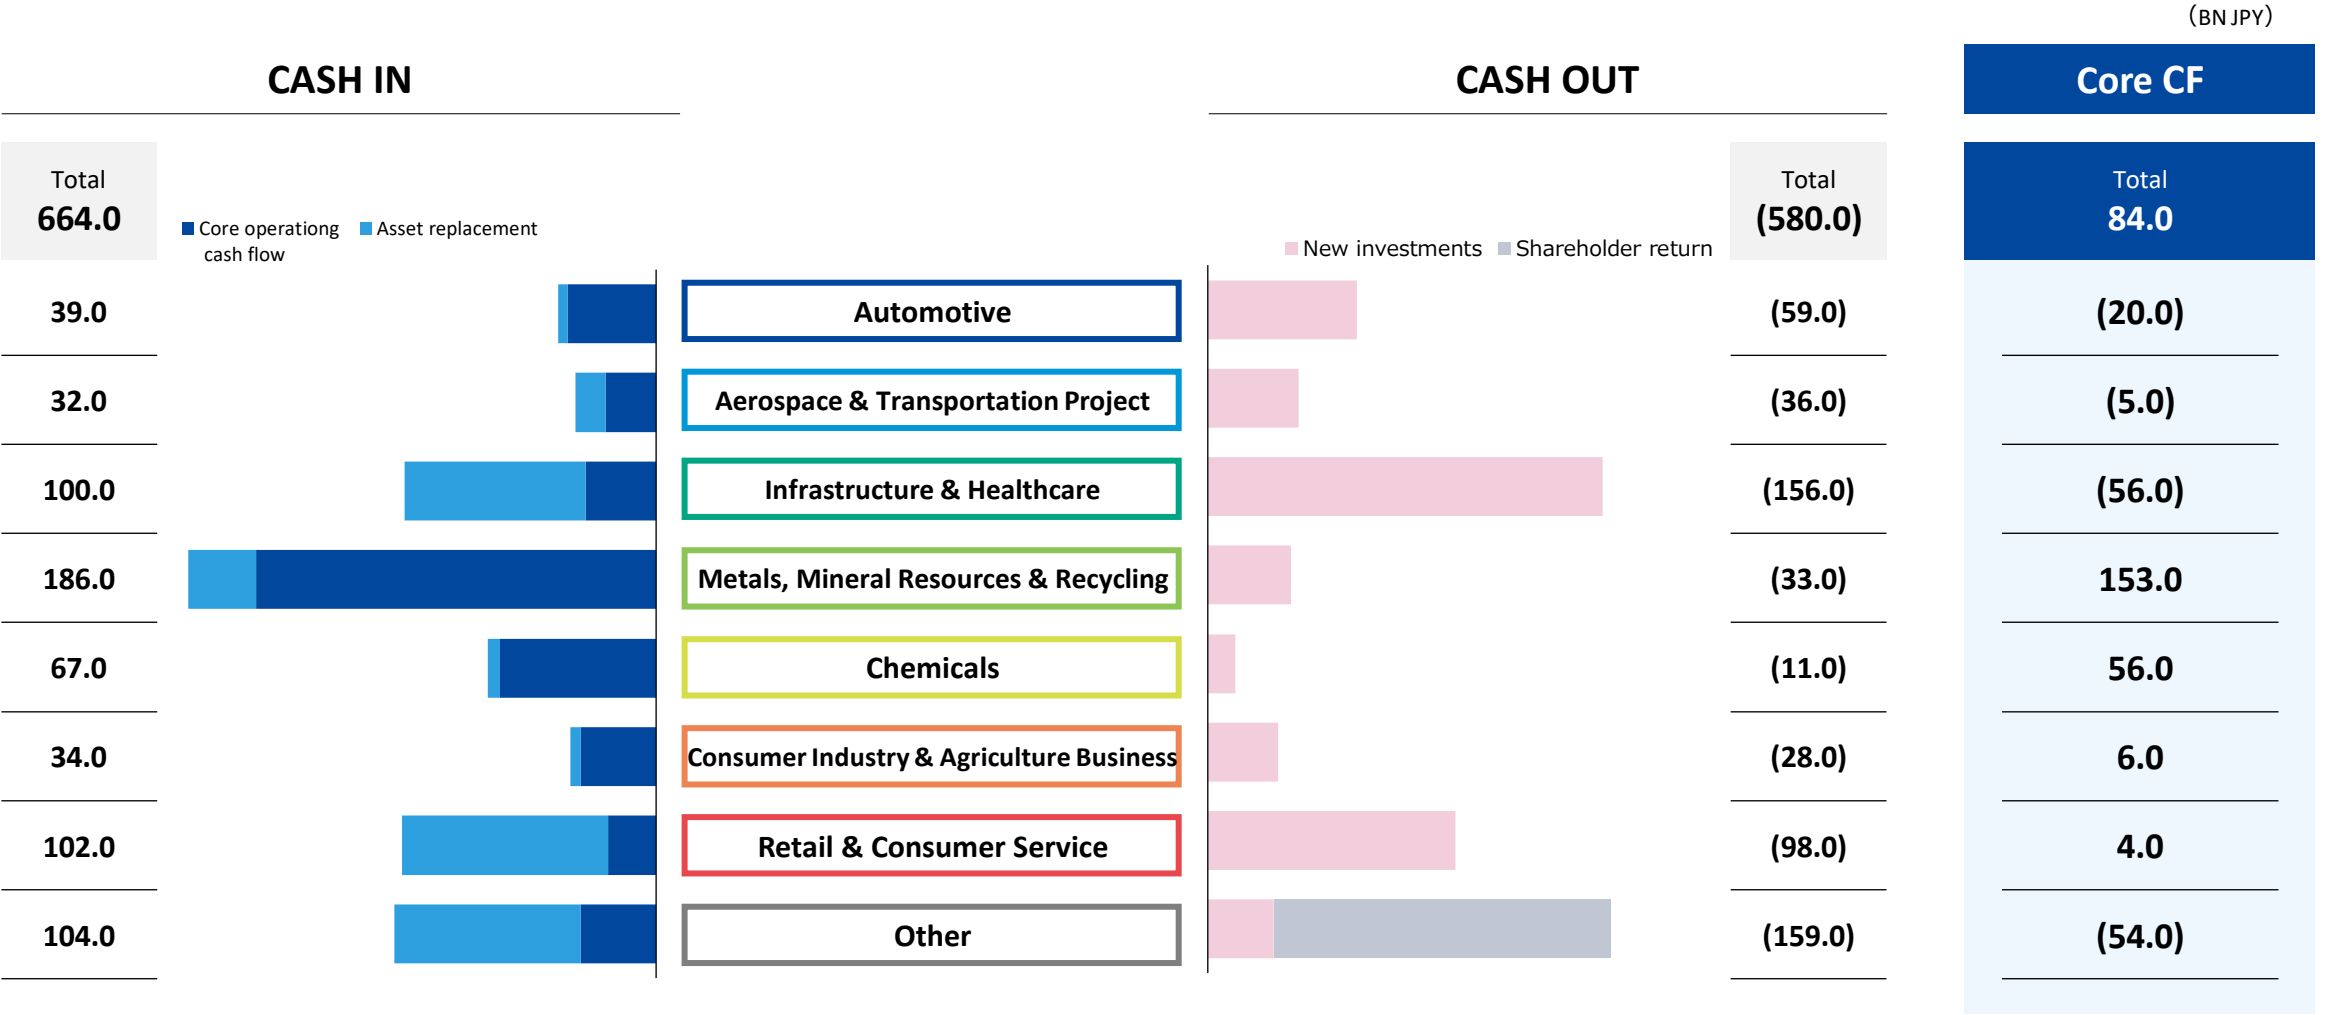 （BN JPY）
CASH IN
CASH OUT
Core CF
Total
664.0
Core operationg
cash flow
Asset replacement
New investments
Shareholder return
Total
(580.0)
Total
84.0
39.0
Automotive
(59.0)
(20.0)
32.0
Aerospace & Transportation Project
(36.0)
(5.0)
100.0
Infrastructure & Healthcare
(156.0)
(56.0)
186.0
Metals, Mineral Resources & Recycling
(33.0)
153.0
67.0
Chemicals
(11.0)
56.0
34.0
Consumer Industry & Agriculture Business
(28.0)
6.0
102.0
Retail & Consumer Service
(98.0)
4.0
104.0
Other
(159.0)
(54.0)